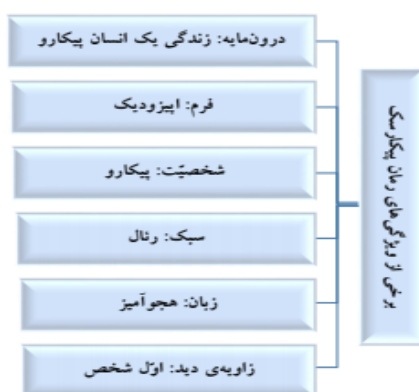 برخی از ویژگی‌های رمان پیکارسک
درون‌مایه: زندگی یک انسان پیکارو
فرم: اپیزودیک
شخصیّت: پیکارو
سبک: رئال
زبان: هجوآمیز
زاویه‌ی دید: اوّل شخص